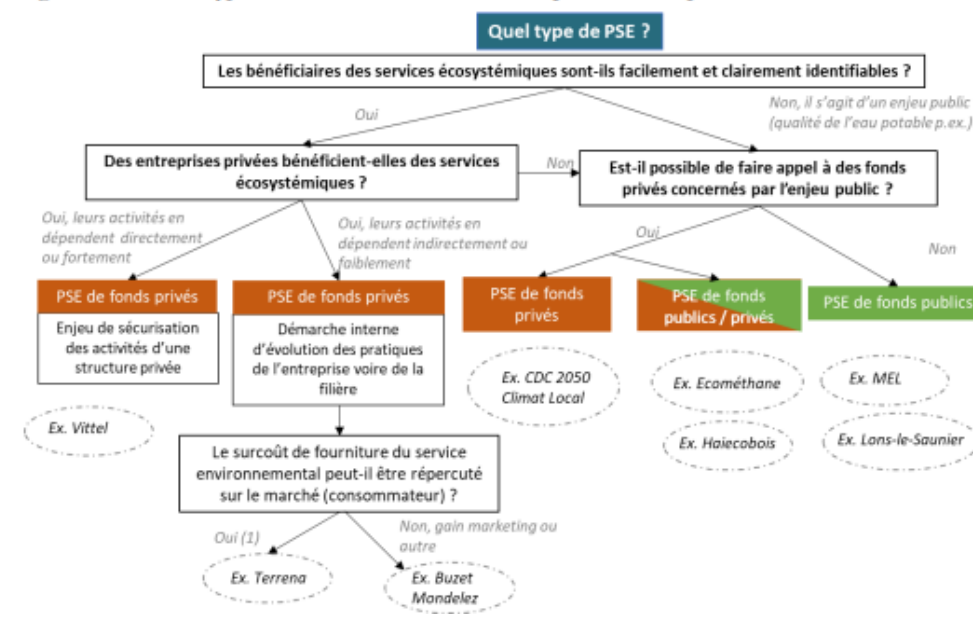 Quel type de PSE ?
Les bénéficiaires des services écosystémiques sont-ils facilement et clairement identifiables ?
Oui
Non, il s'agit d'un enjeu public
(qualité de l'eau potable p.ex.)
Des entreprises privées bénéficient-elles des services
écosystémiques ?
Non
Est-il possible de faire appel à des fonds
privés concernés par l'enjeu public ?
Oui, leurs activités en
dépendent directement
ou fortement
Oui, leurs activités en
dépendent indirectement ou
faiblement
Oui
Non
PSE de fonds privés
Enjeu de sécurisation
des activités d'une
structure privée
Ex. Vittel
PSE de fonds privés
Démarche interne
d'évolution des pratiques
de l'entreprise voire de la
filière
PSE de fonds
privés
Ex. CDC 2050
Climat Local
PSE de fonds
publics / privés
Ex. Ecométhane
Ex. Haiecobois
PSE de fonds publics
Ex. MEL
Ex. Lons-le-Saunier
Le surcoût de fourniture du service
environnemental peut-il être répercuté
sur le marché (consommateur) ?
Oui (1)
Non, gain marketing ou
autre
Ex. Terrena
Ex. Buzet
Mondelez